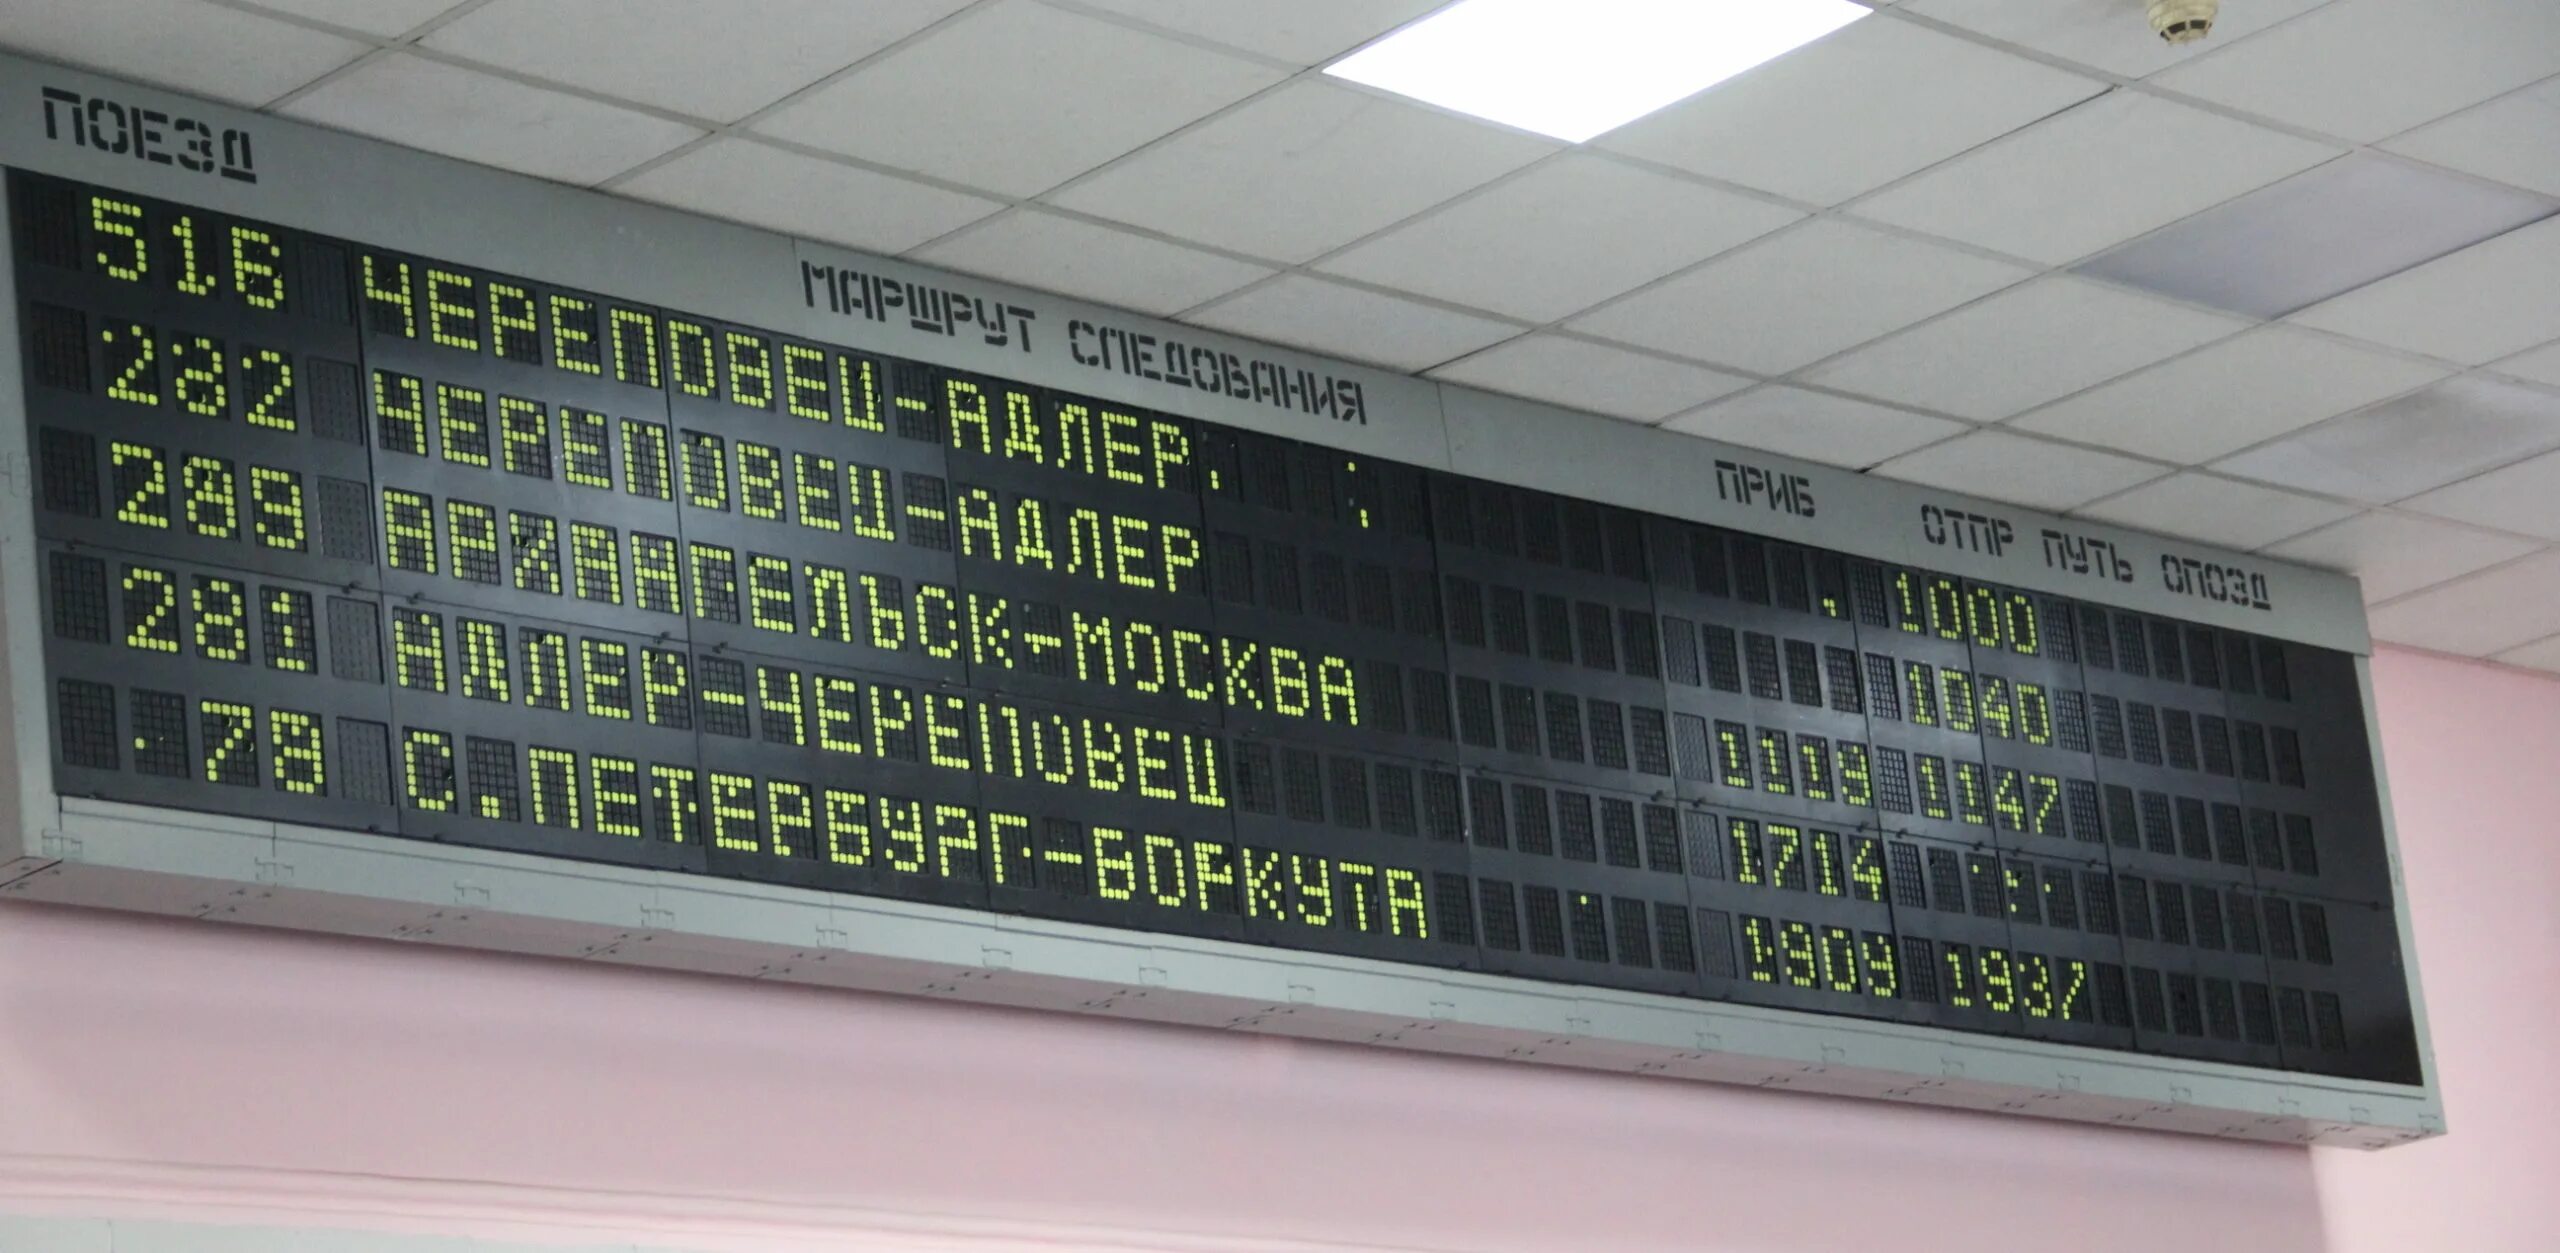 ПОЕЗД МАРШРУТ СЛЕДОВАНИЯ ПРИБ ОТПР ПУТЬ ОПОЗД
51В ЧЕРЕПОВЕЦ-АДЛЕР 1000
282 ЧЕРЕПОВЕЦ-АДЛЕР 1040
289 АРХАНГЕЛЬСК-МОСКВА 1119 1147
281 АДЛЕР-ЧЕРЕПОВЕЦ 1714
78 С.ПЕТЕРБУРГ-ВОРКУТА 1909 1937